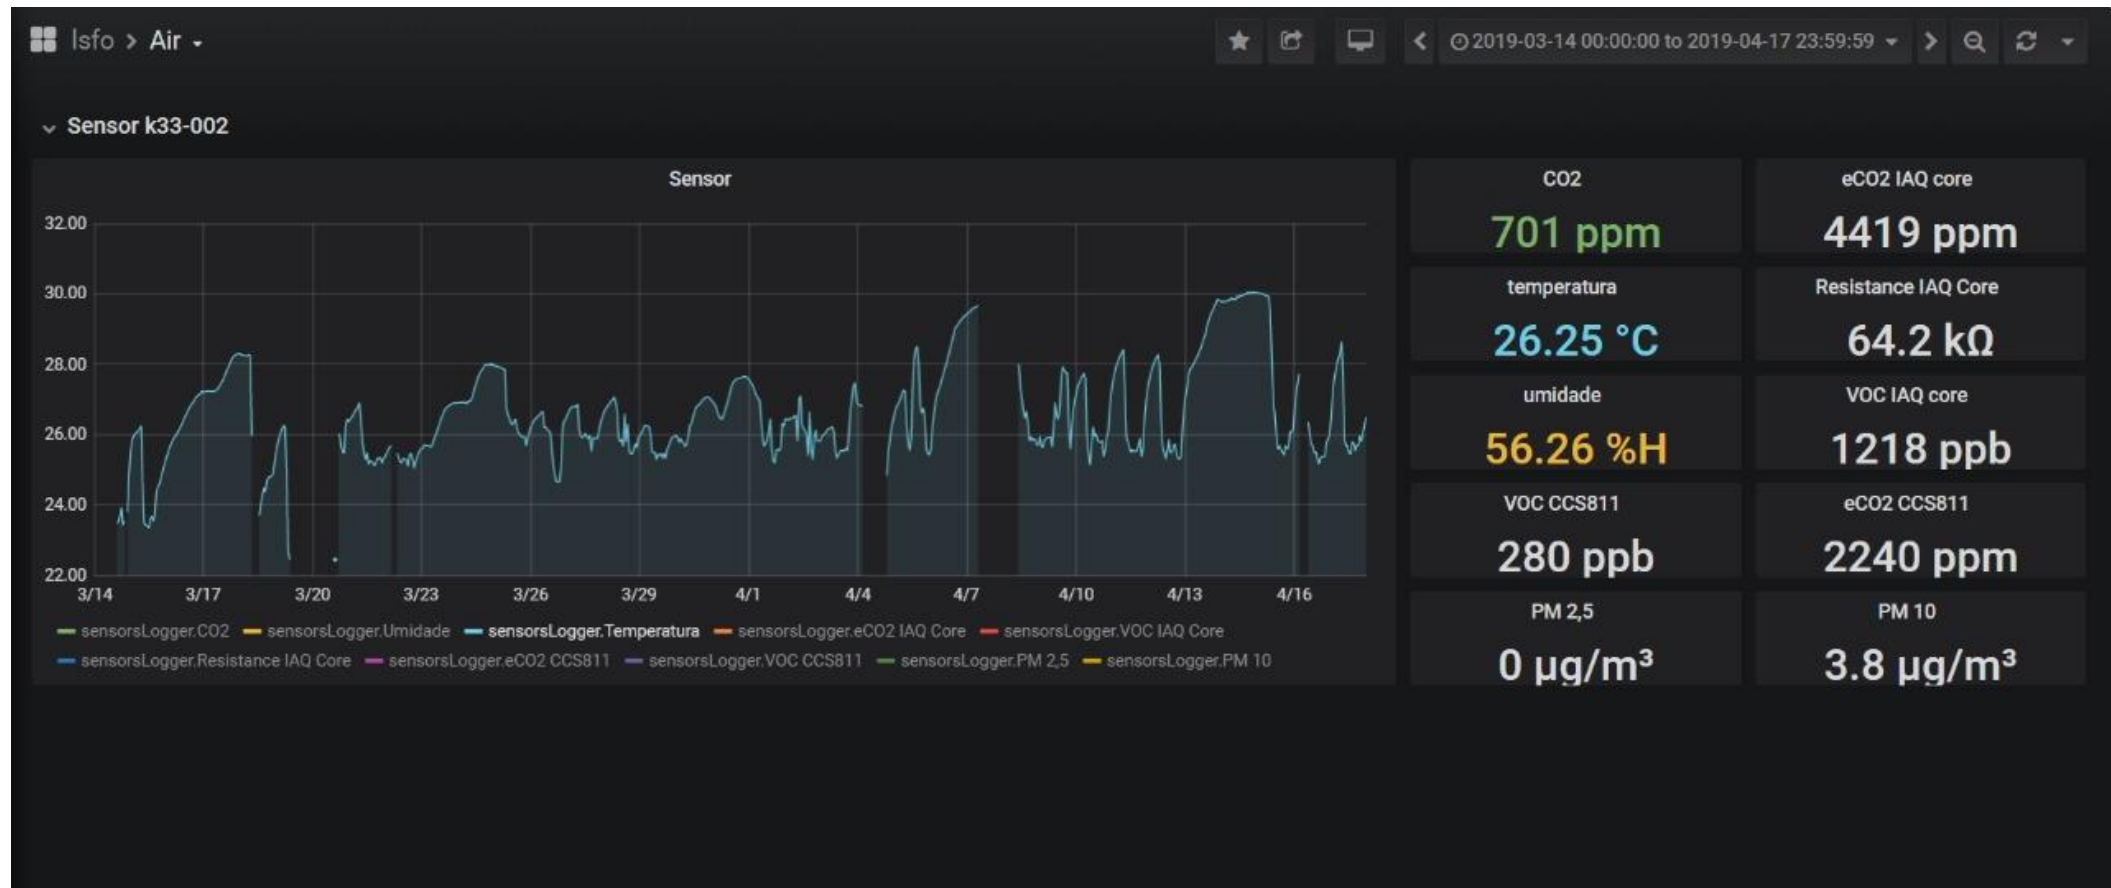 lsfo > Air
2019-03-14 00:00:00 to 2019-04-17 23:59:59
Sensor k33-002
Sensor
32.00
30.00
28.00
26.00
24.00
22.00
3/14 3/17 3/20 3/23 3/26 3/29 4/1 4/4 4/7 4/10 4/13 4/16
sensorsLogger.CO2 sensorsLogger.Umidade sensorsLogger.Temperatura sensorsLogger.eCO2 IAQ Core sensorsLogger.VOC IAQ Core
sensorsLogger.Resistance IAQ Core sensorsLogger.eCO2 CCS811 sensorsLogger.VOC CCS811 sensorsLogger.PM 2,5 sensorsLogger.PM 10
CO2
701 ppm
eCO2 IAQ core
4419 ppm
temperatura
26.25 °C
Resistance IAQ Core
64.2 kΩ
umidade
56.26 %H
VOC IAQ core
1218 ppb
VOC CCS811
280 ppb
eCO2 CCS811
2240 ppm
PM 2,5
0 µg/m³
PM 10
3.8 µg/m³